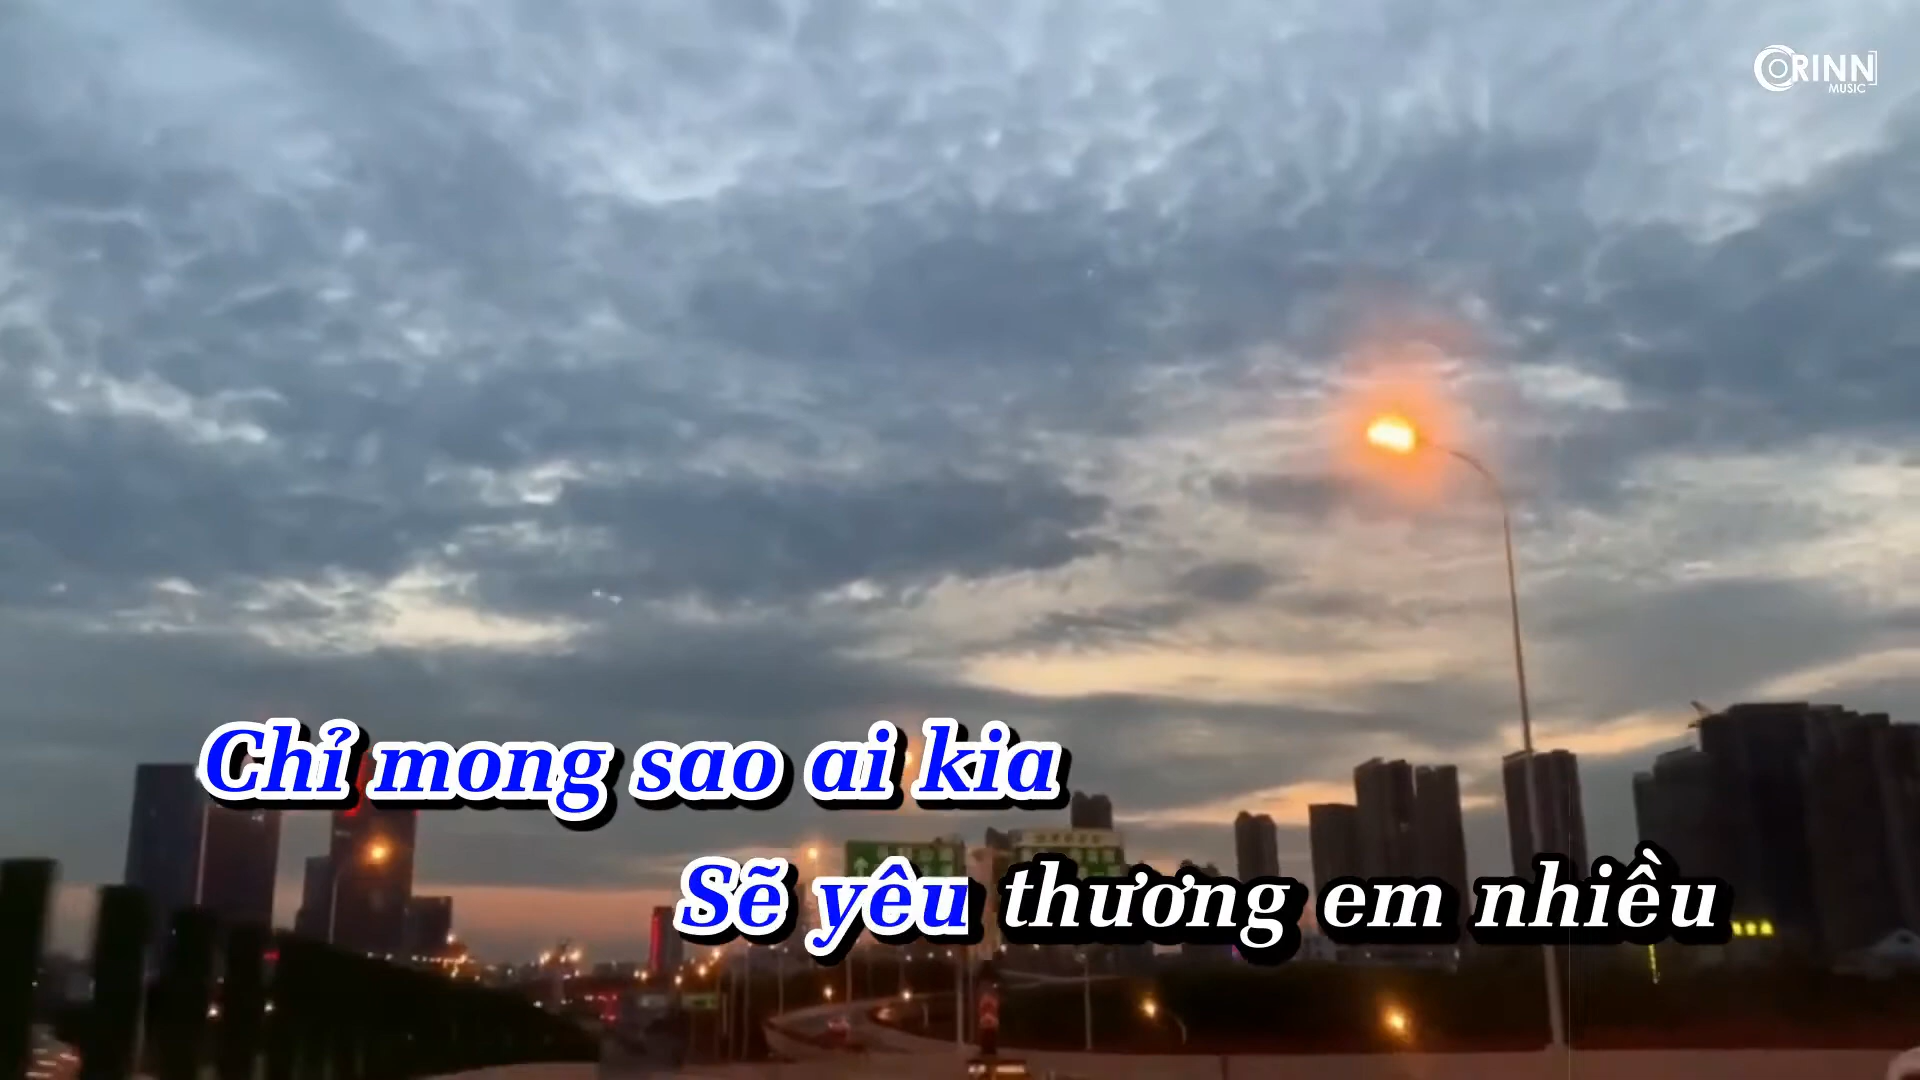 ORINN
MUSIC
Chỉ mong sao ai kia
Sẽ yêu thương em nhiều